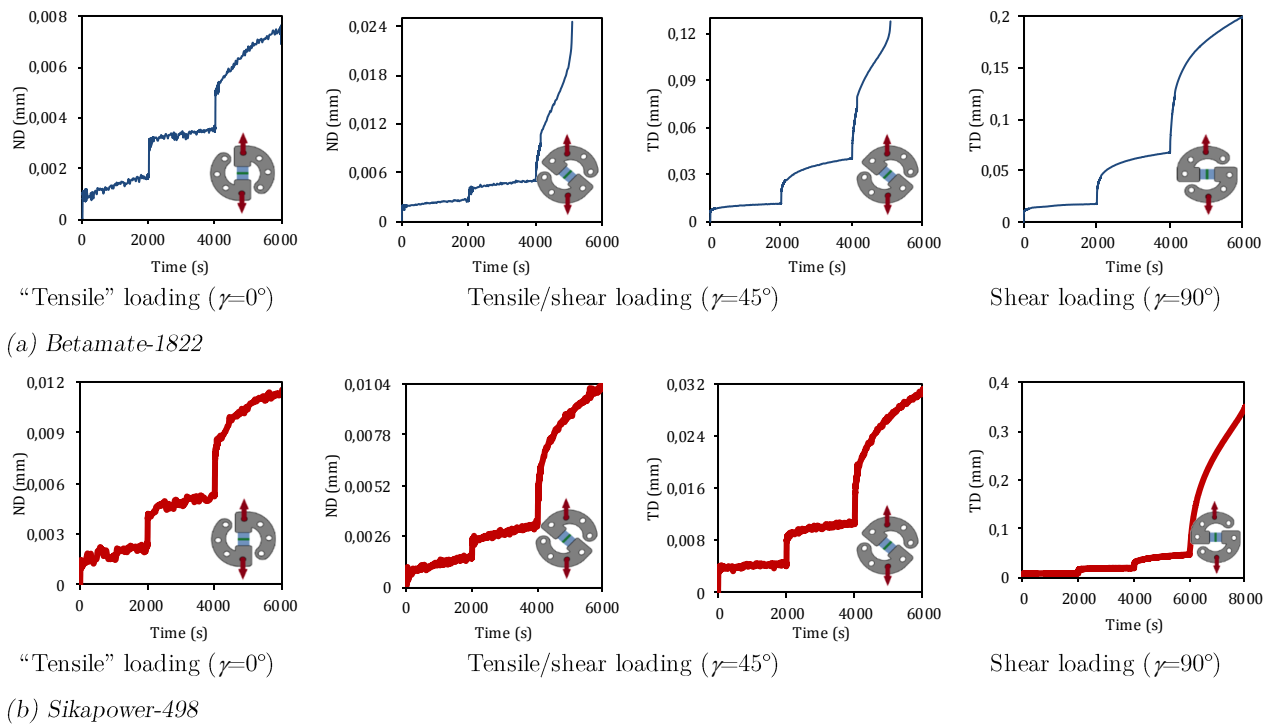 0,008
0,006
0,004
0,002
0
ND (mm)
0 2000 4000 6000
Time (s)
0,024
0,018
0,012
0,006
0
ND (mm)
0 2000 4000 6000
Time (s)
0,12
0,09
0,06
0,03
0
TD (mm)
0 2000 4000 6000
Time (s)
0,2
0,15
0,1
0,05
0
TD (mm)
0 2000 4000 6000
Time (s)
“Tensile” loading (γ=0°)
Tensile/shear loading (γ=45°)
Shear loading (γ=90°)
(a) Betamate-1822
0,012
0,009
0,006
0,003
0
ND (mm)
0 2000 4000 6000
Time (s)
0,0104
0,0078
0,0052
0,0026
0
ND (mm)
0 2000 4000 6000
Time (s)
0,032
0,024
0,016
0,008
0
TD (mm)
0 2000 4000 6000
Time (s)
0,4
0,3
0,2
0,1
0
TD (mm)
0 2000 4000 6000 8000
Time (s)
“Tensile” loading (γ=0°)
Tensile/shear loading (γ=45°)
Shear loading (γ=90°)
(b) Sikapower-498